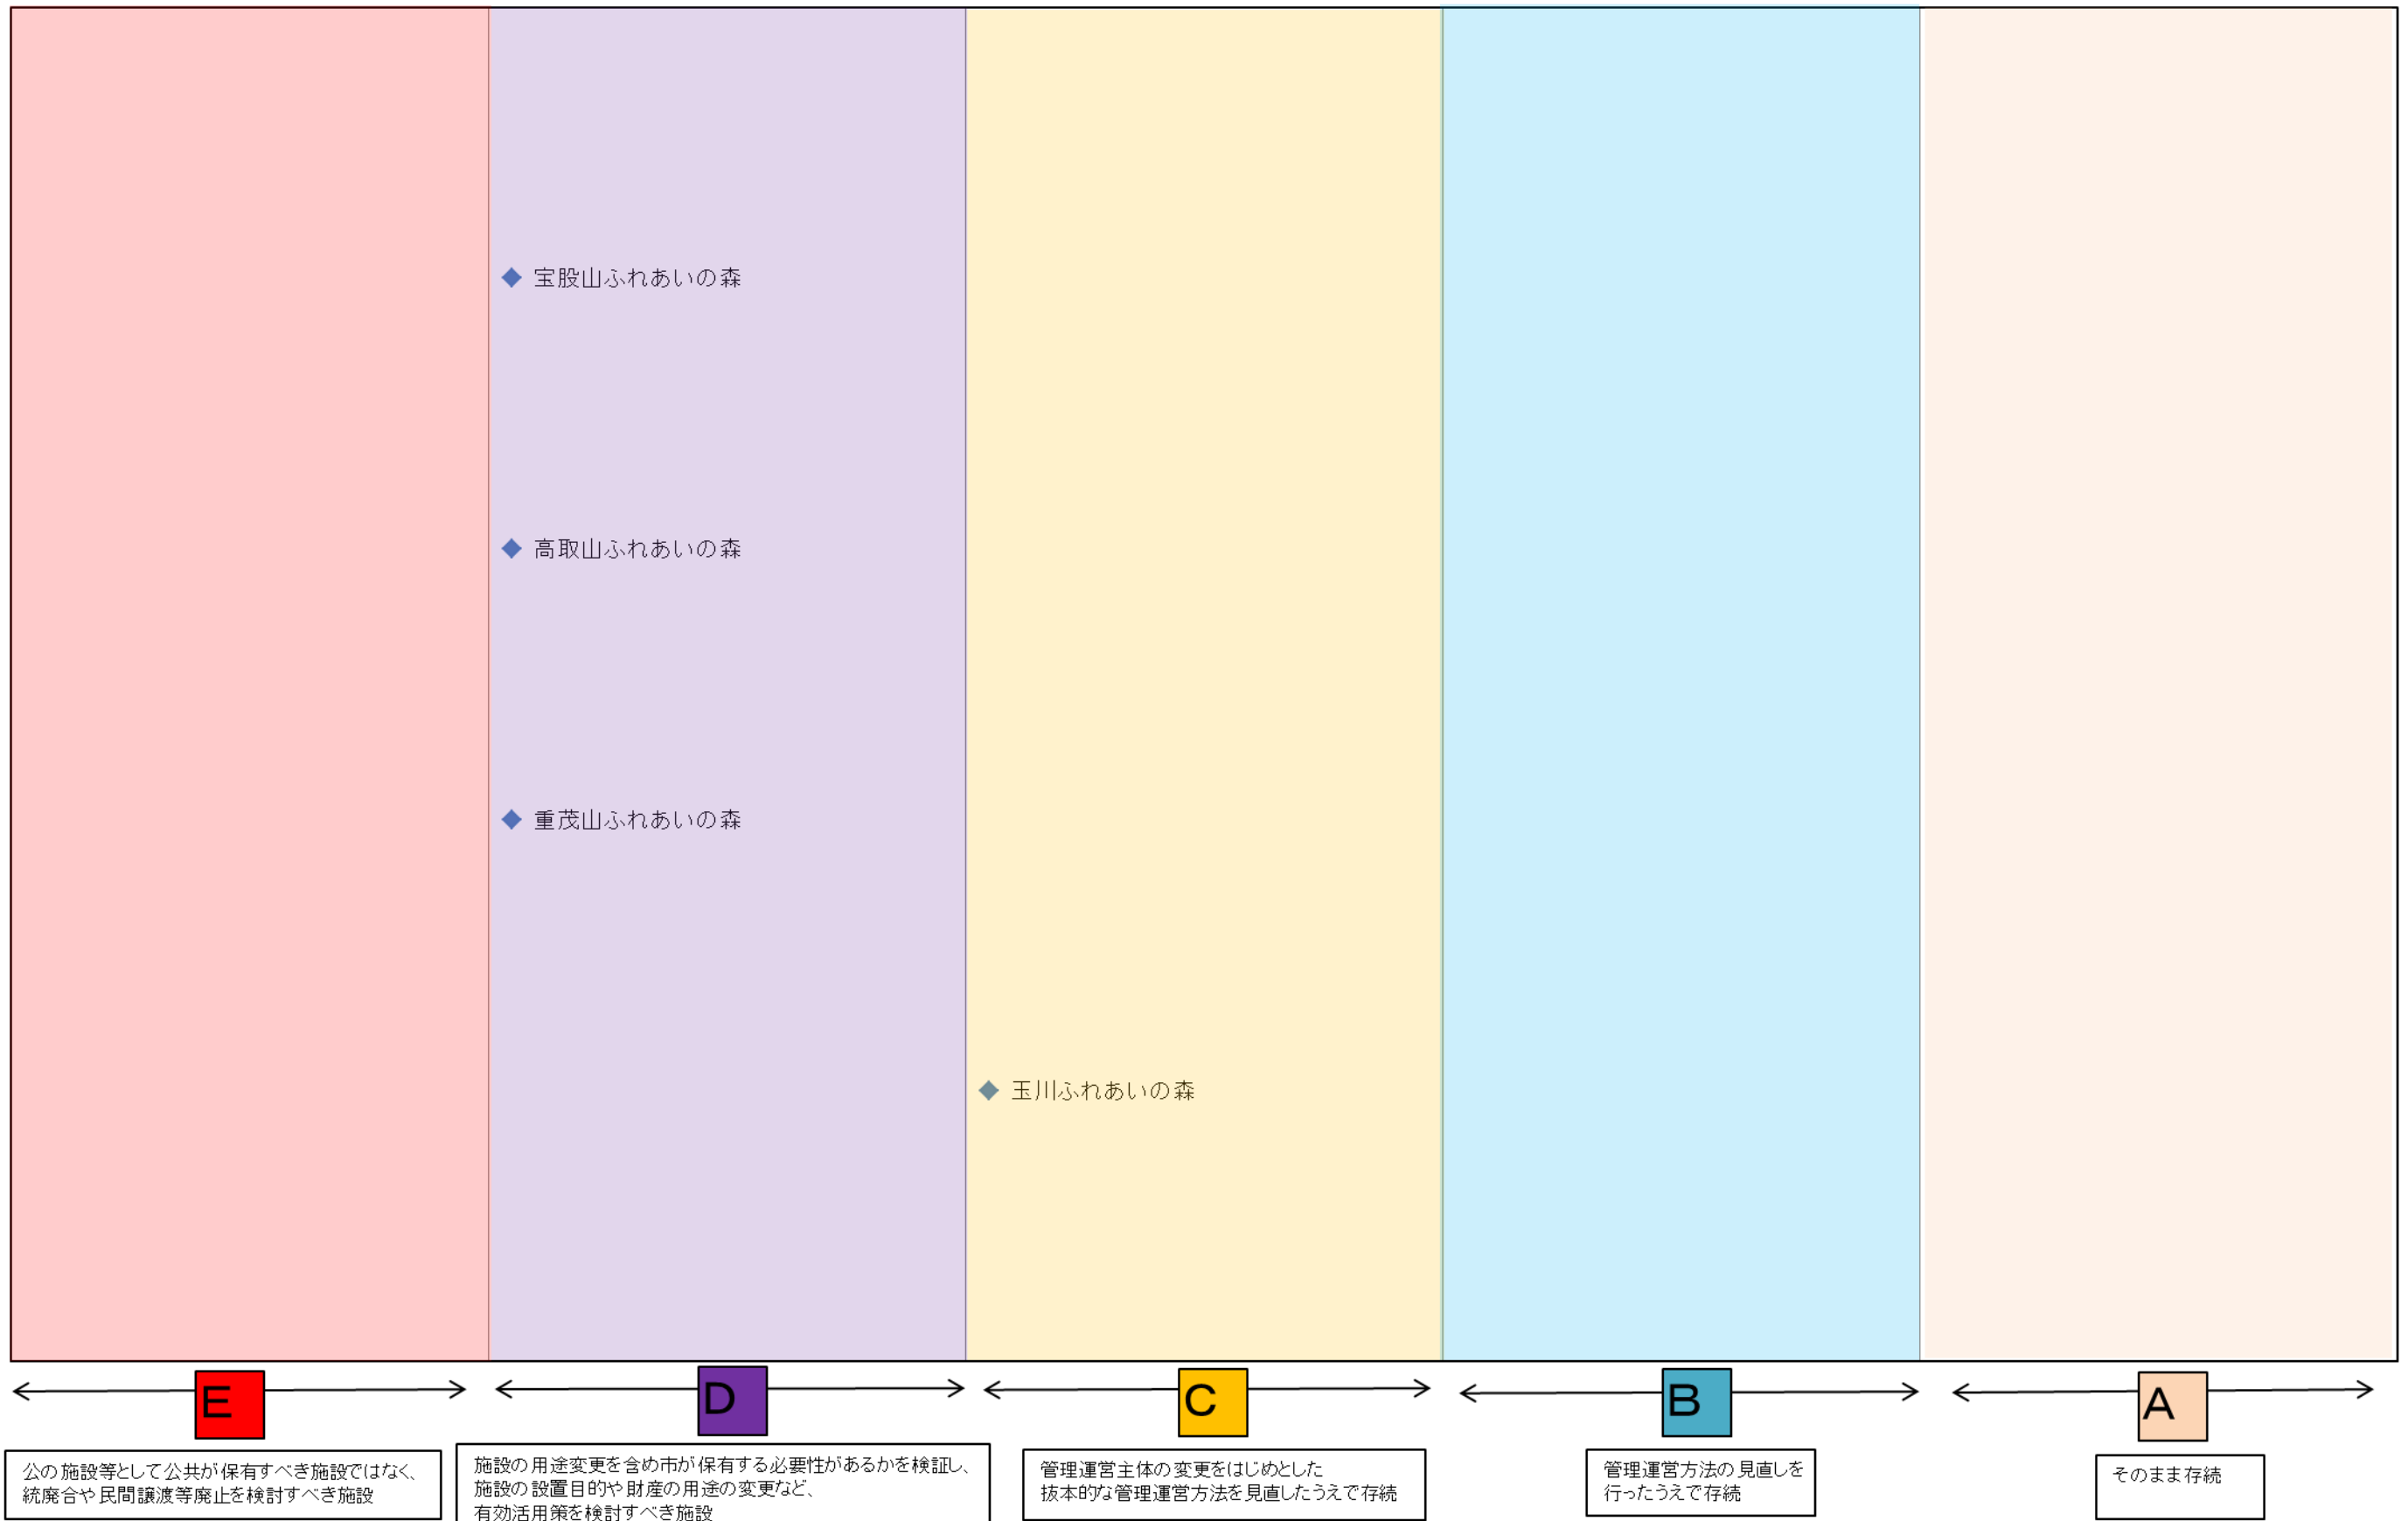 宝股山ふれあいの森
高取山ふれあいの森
重茂山ふれあいの森
玉川ふれあいの森
E
D
C
B
A
公の施設等として公共が保有すべき施設ではなく、
統廃合や民間譲渡等廃止を検討すべき施設
施設の用途変更を含め市が保有する必要性があるかを検証し、
施設の設置目的や財産の用途の変更など、
有効活用策を検討すべき施設
管理運営主体の変更をはじめとした
抜本的な管理運営方法を見直したうえで存続
管理運営方法の見直しを
行ったうえで存続
そのまま存続